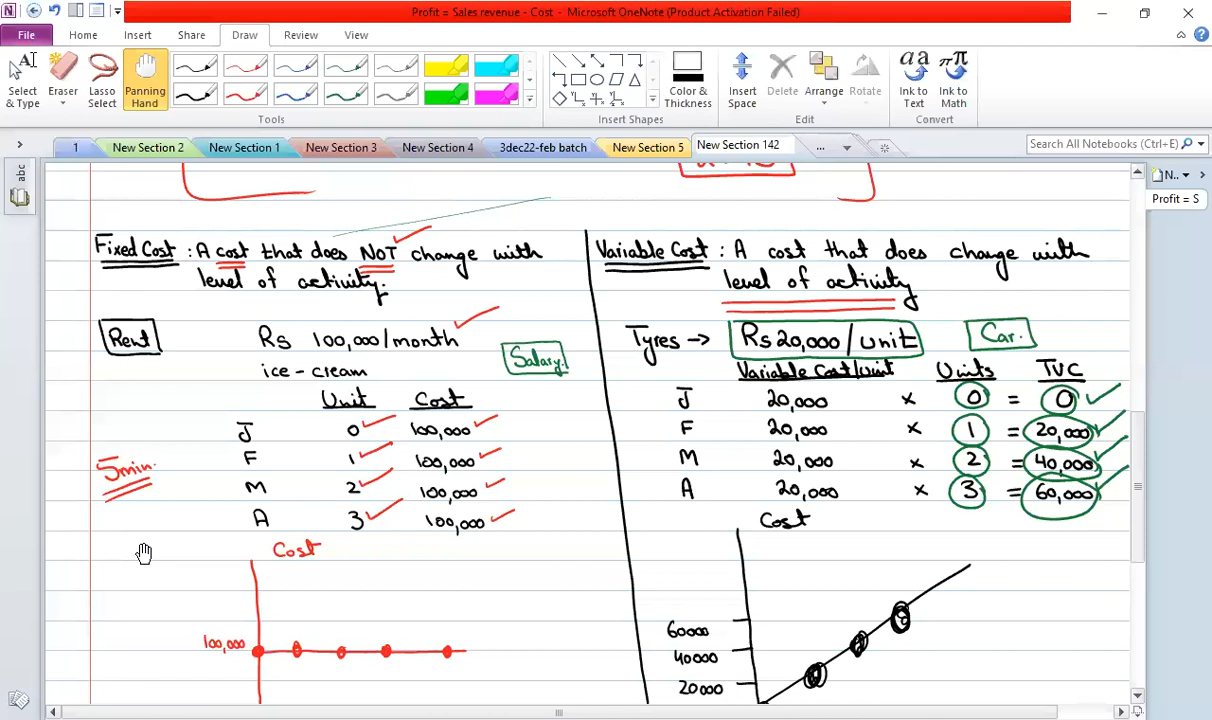 Profit = Sales revenue - Cost - Microsoft OneNote (Product Activation Failed)
File Home Insert Share Draw Review View
Select & Type
Eraser
Lasso Select
Panning Hand
Color & Thickness
Insert Space
Delete
Arrange
Rotate
Ink to Text
Ink to Math
Tools
Insert Shapes
Edit
Convert
1 New Section 2 New Section 1 New Section 3 New Section 4 3dec22-feb batch New Section 5 New Section 142 ...
Search All Notebooks (Ctrl+E)
N..
Page - S
abc
Fixed Cost : A cost that does NOT change with
level of activity.
Rent Rs 100,000/month
Salary.
ice-cream
Unit Cost
J 0 100,000
F 1 100,000
M 2 100,000
A 3 100,000
5min.
Cost
100,000
Variable Cost : A cost that does change with
level of activity
Tyres → Rs 20,000/unit Car.
Variable Cost/Unit Units TVC
J 20,000 × 0 = 0
F 20,000 × 1 = 20,000
M 20,000 × 2 = 40,000
A 20,000 × 3 = 60,000
Cost
60000
40000
20000